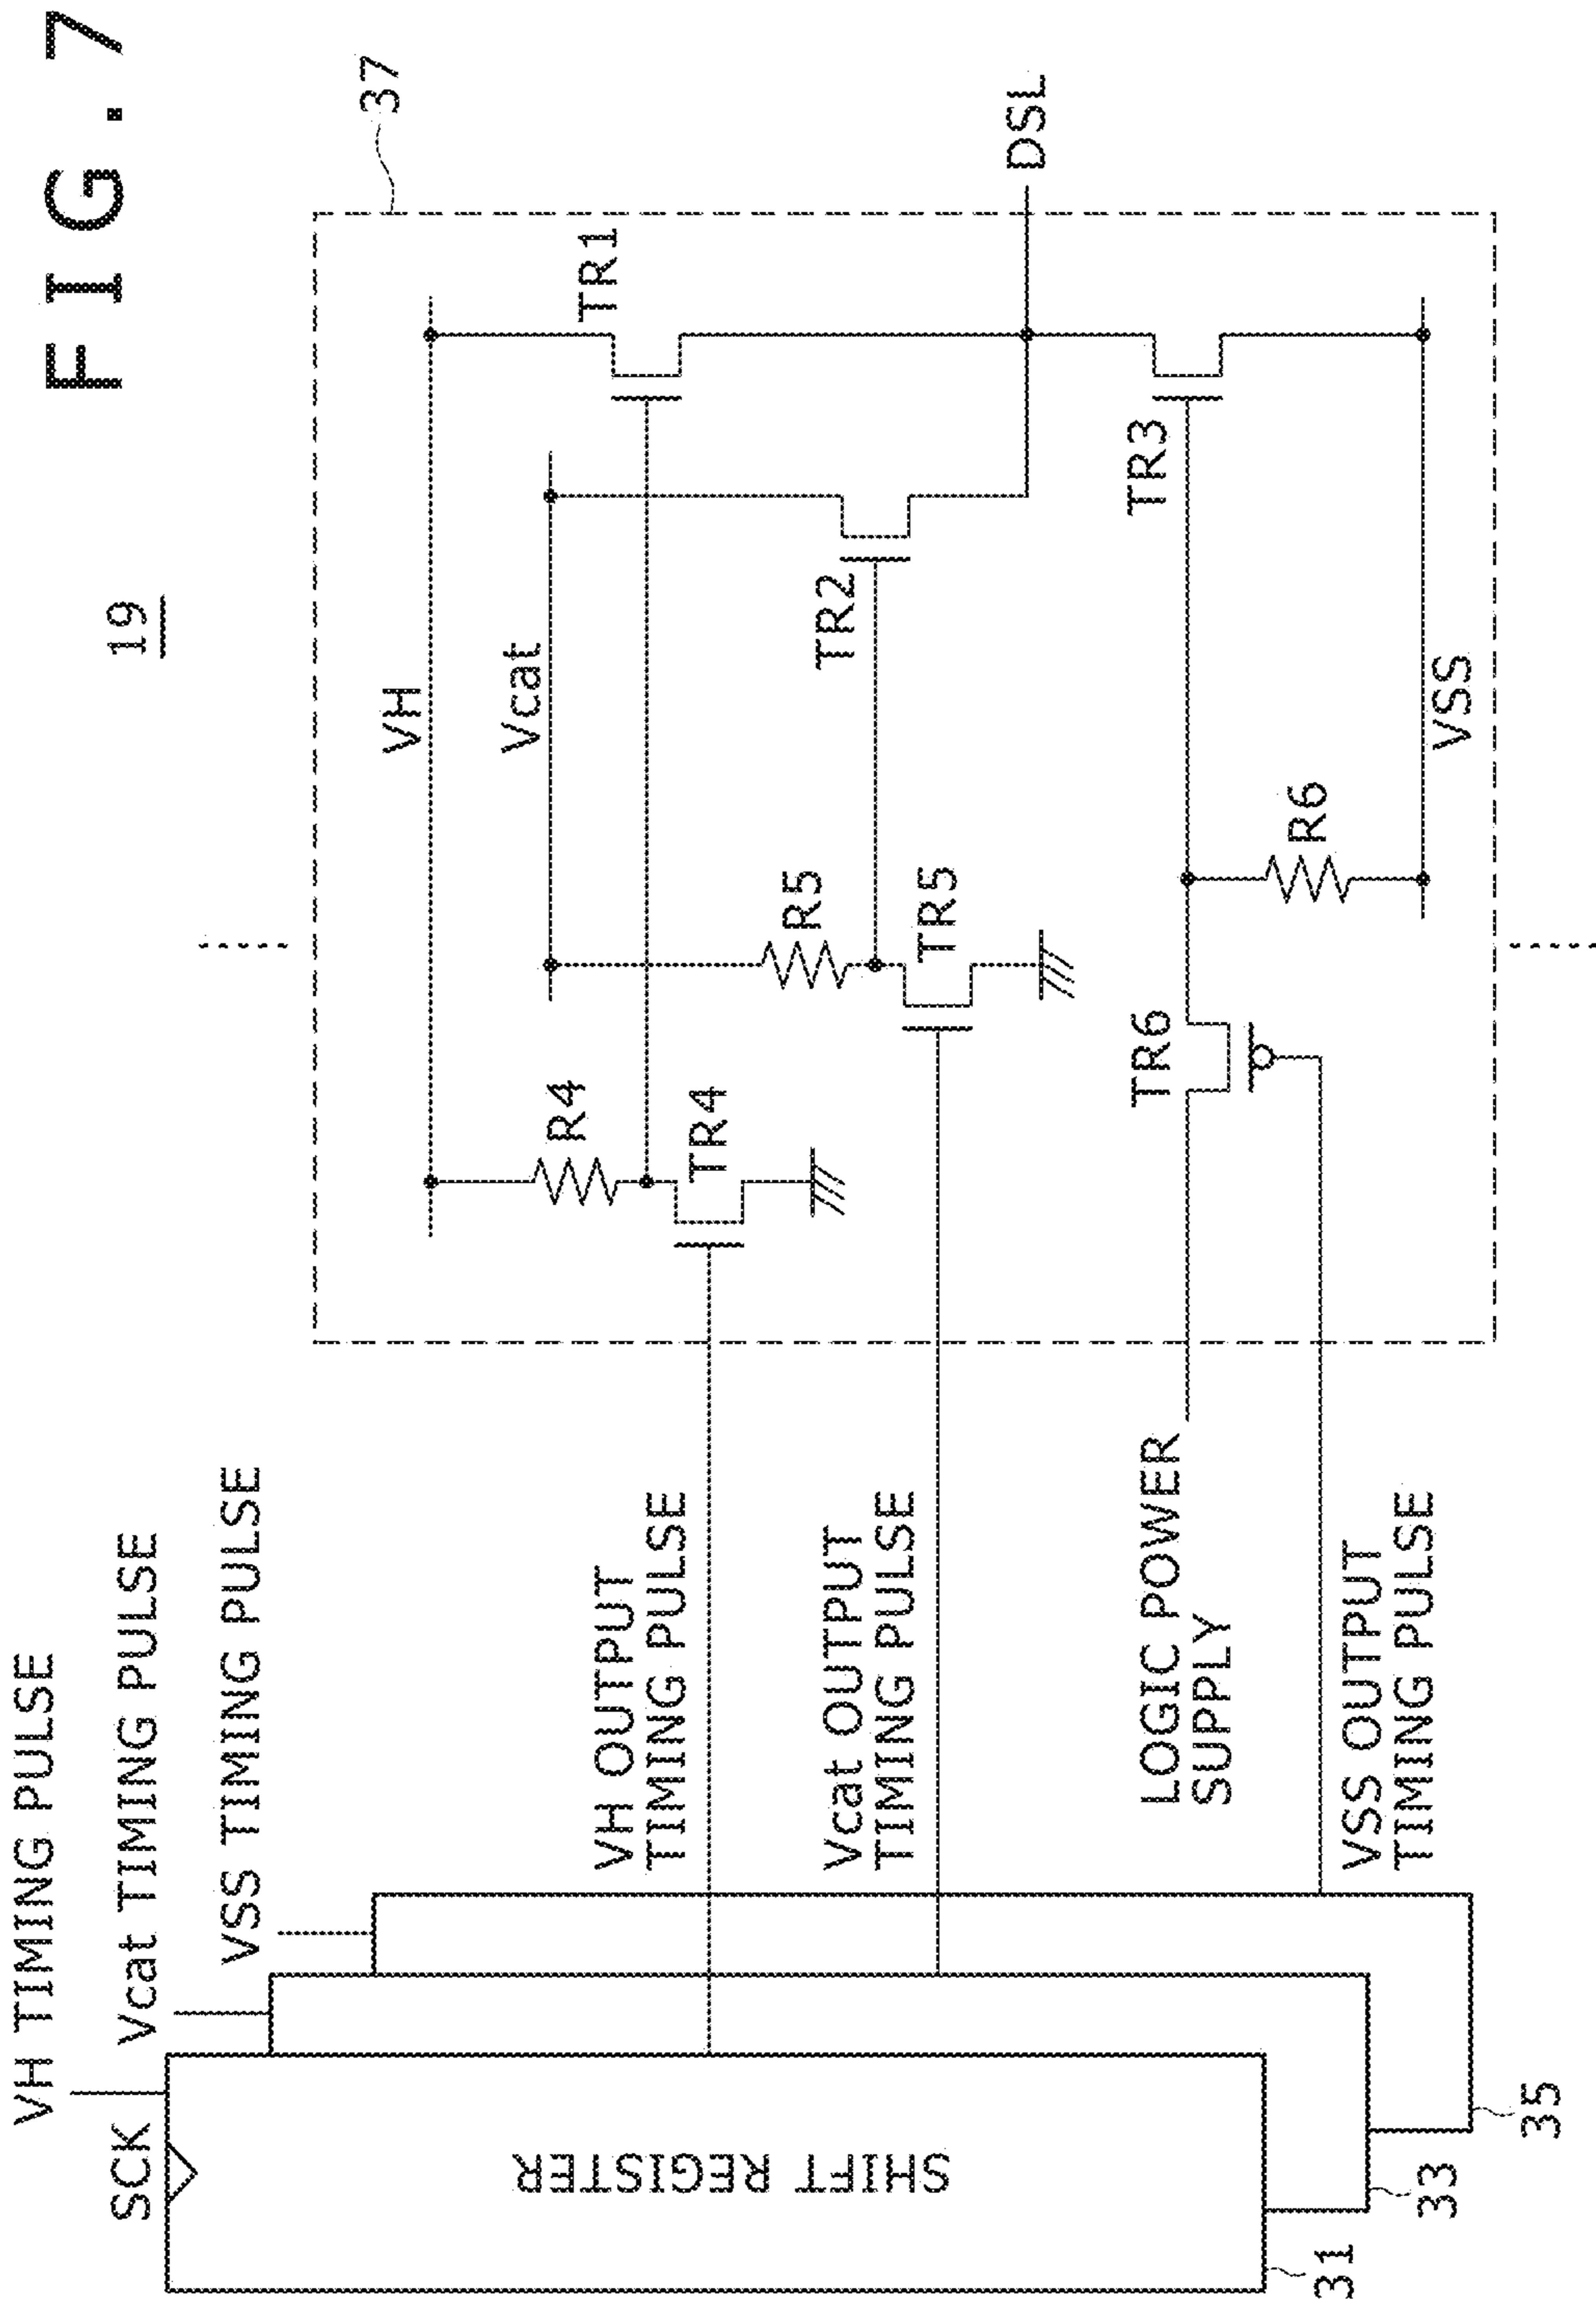 FIG.7
19
37
VH TIMING PULSE
Vcat TIMING PULSE
VSS TIMING PULSE
SCK
SHIFT REGISTER
31
33
35
VH OUTPUT
TIMING PULSE
Vcat OUTPUT
TIMING PULSE
LOGIC POWER
SUPPLY
VSS OUTPUT
TIMING PULSE
VH
Vcat
R4
TR4
R5
TR5
TR6
R6
VSS
TR1
TR2
TR3
DSL